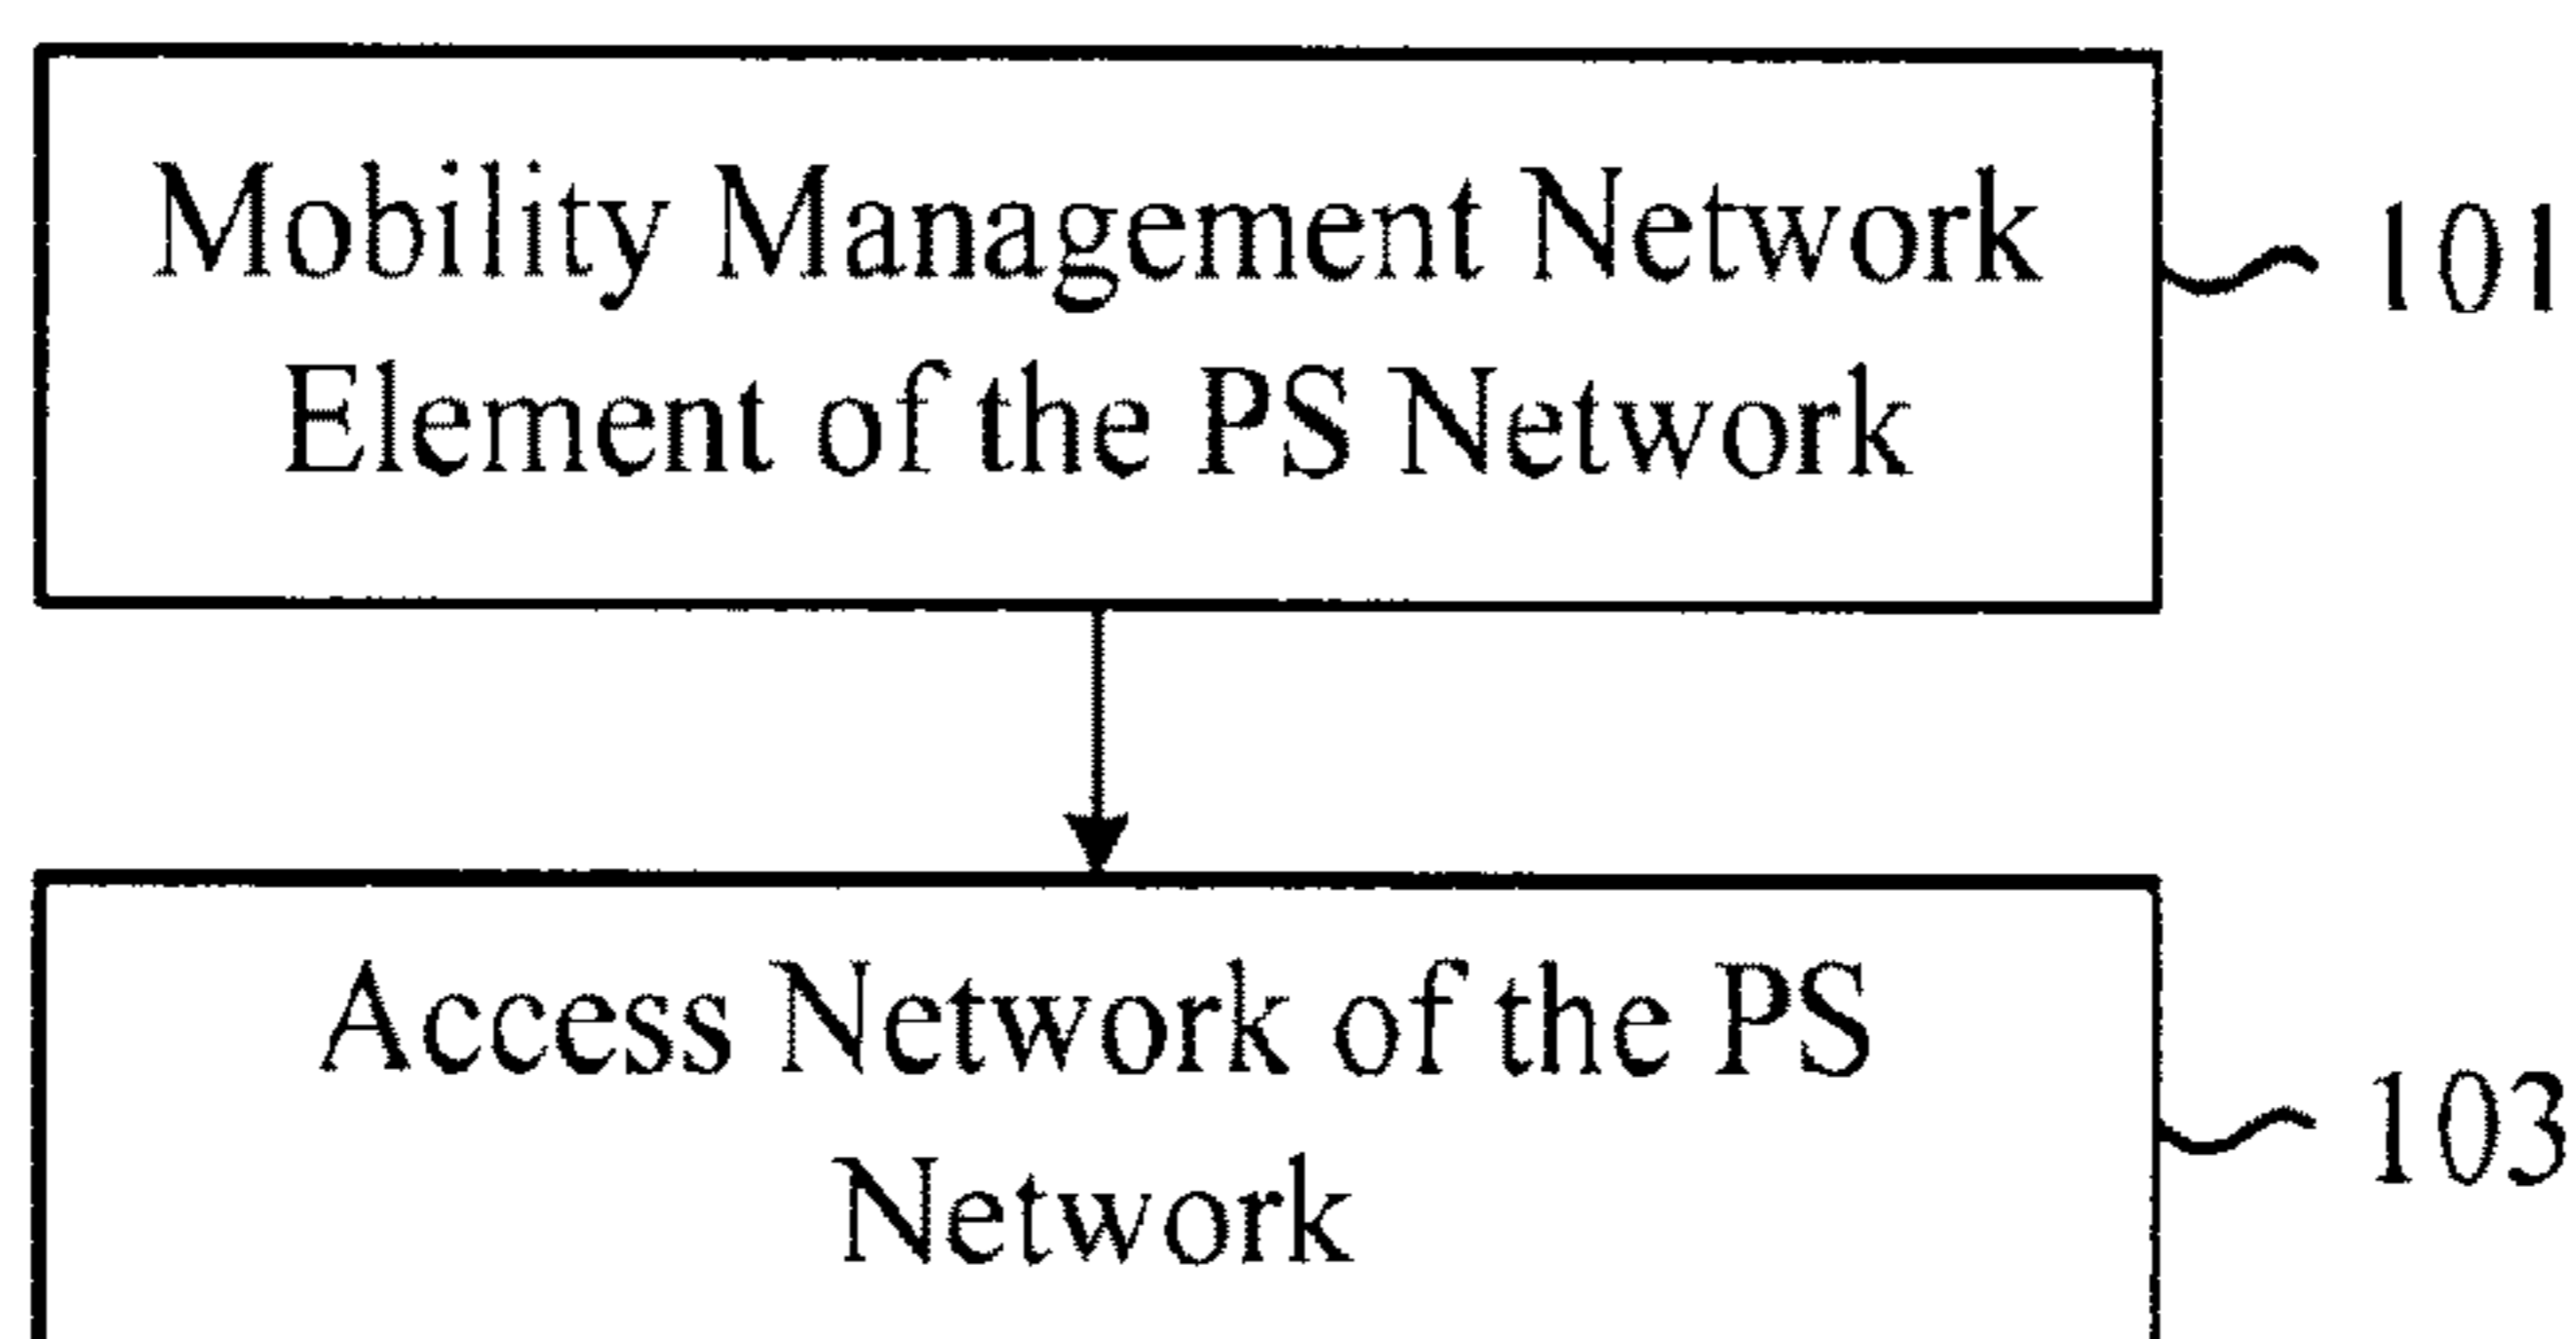 Mobility Management Network
Element of the PS Network
101
Access Network of the PS
Network
103